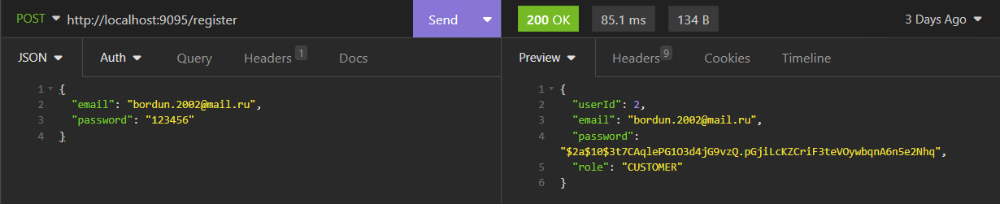 POST http://localhost:9095/register Send
200 OK 85.1 ms 134 B 3 Days Ago
JSON Auth Query Headers 1 Docs
Preview Headers 9 Cookies Timeline
1 {
2 "email": "bordun.2002@mail.ru",
3 "password": "123456"
4 }
1 {
2 "userId": 2,
3 "email": "bordun.2002@mail.ru",
4 "password":
"$2a$10$3t7CAqlePG1O3d4jG9vzQ.pGjiLcKZCriF3teVOywbqnA6n5e2Nhq",
5 "role": "CUSTOMER"
6 }